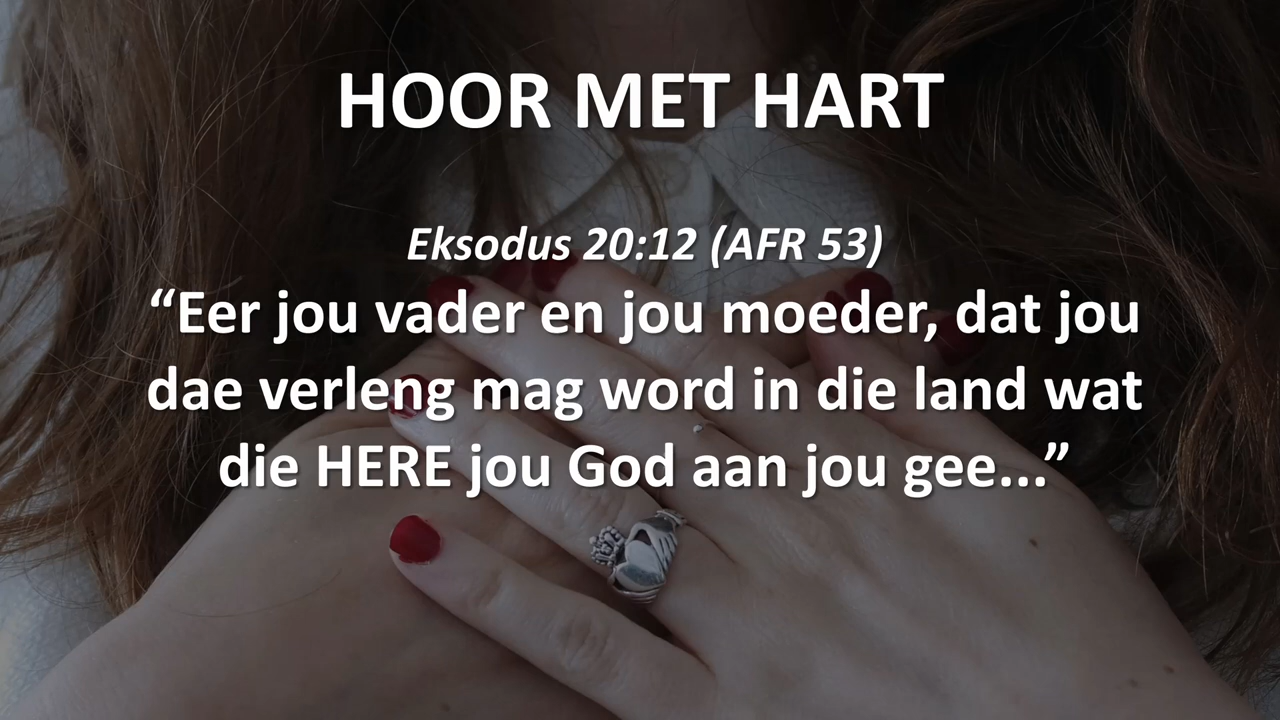 HOOR MET HART
Eksodus 20:12 (AFR 53)
“Eer jou vader en jou moeder, dat jou
dae verleng mag word in die land wat
die HERE jou God aan jou gee...”